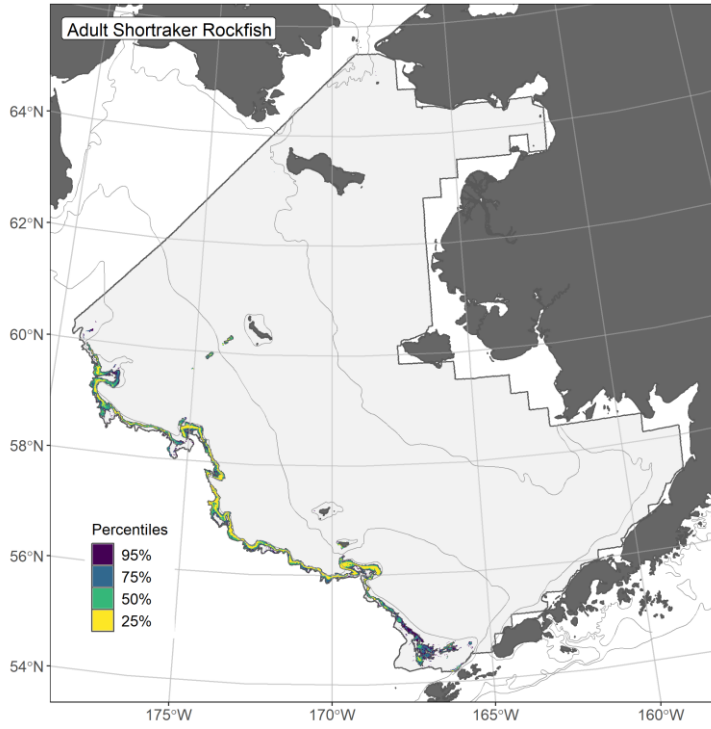 Adult Shortraker Rockfish
64°N
62°N
60°N
58°N
56°N
54°N
Percentiles
95%
75%
50%
25%
175°W
170°W
165°W
160°W